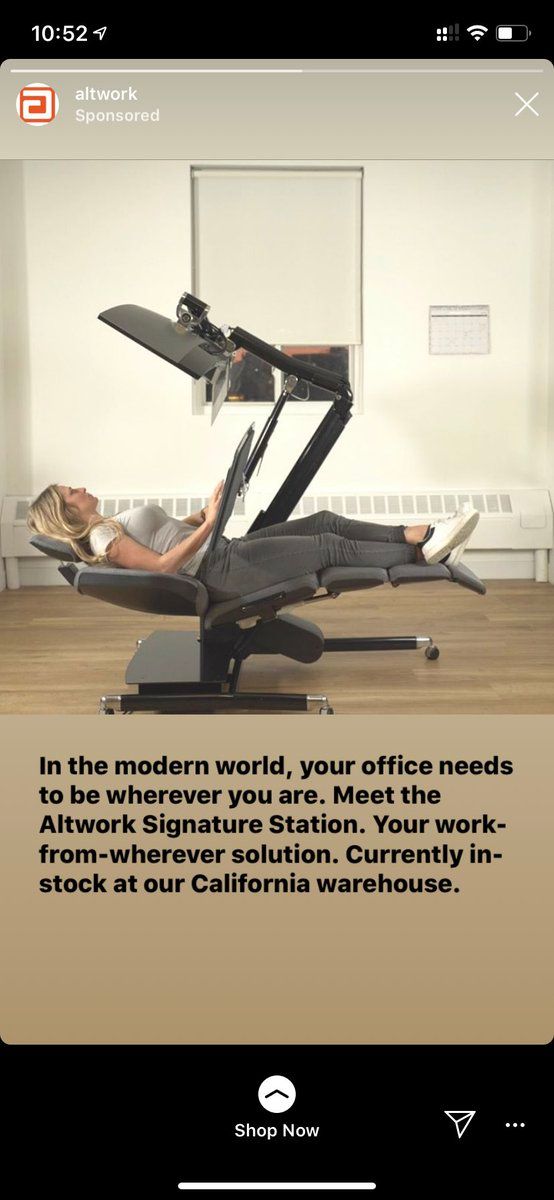 10:52
altwork
Sponsored
In the modern world, your office needs
to be wherever you are. Meet the
Altwork Signature Station. Your work-
from-wherever solution. Currently in-
stock at our California warehouse.
Shop Now